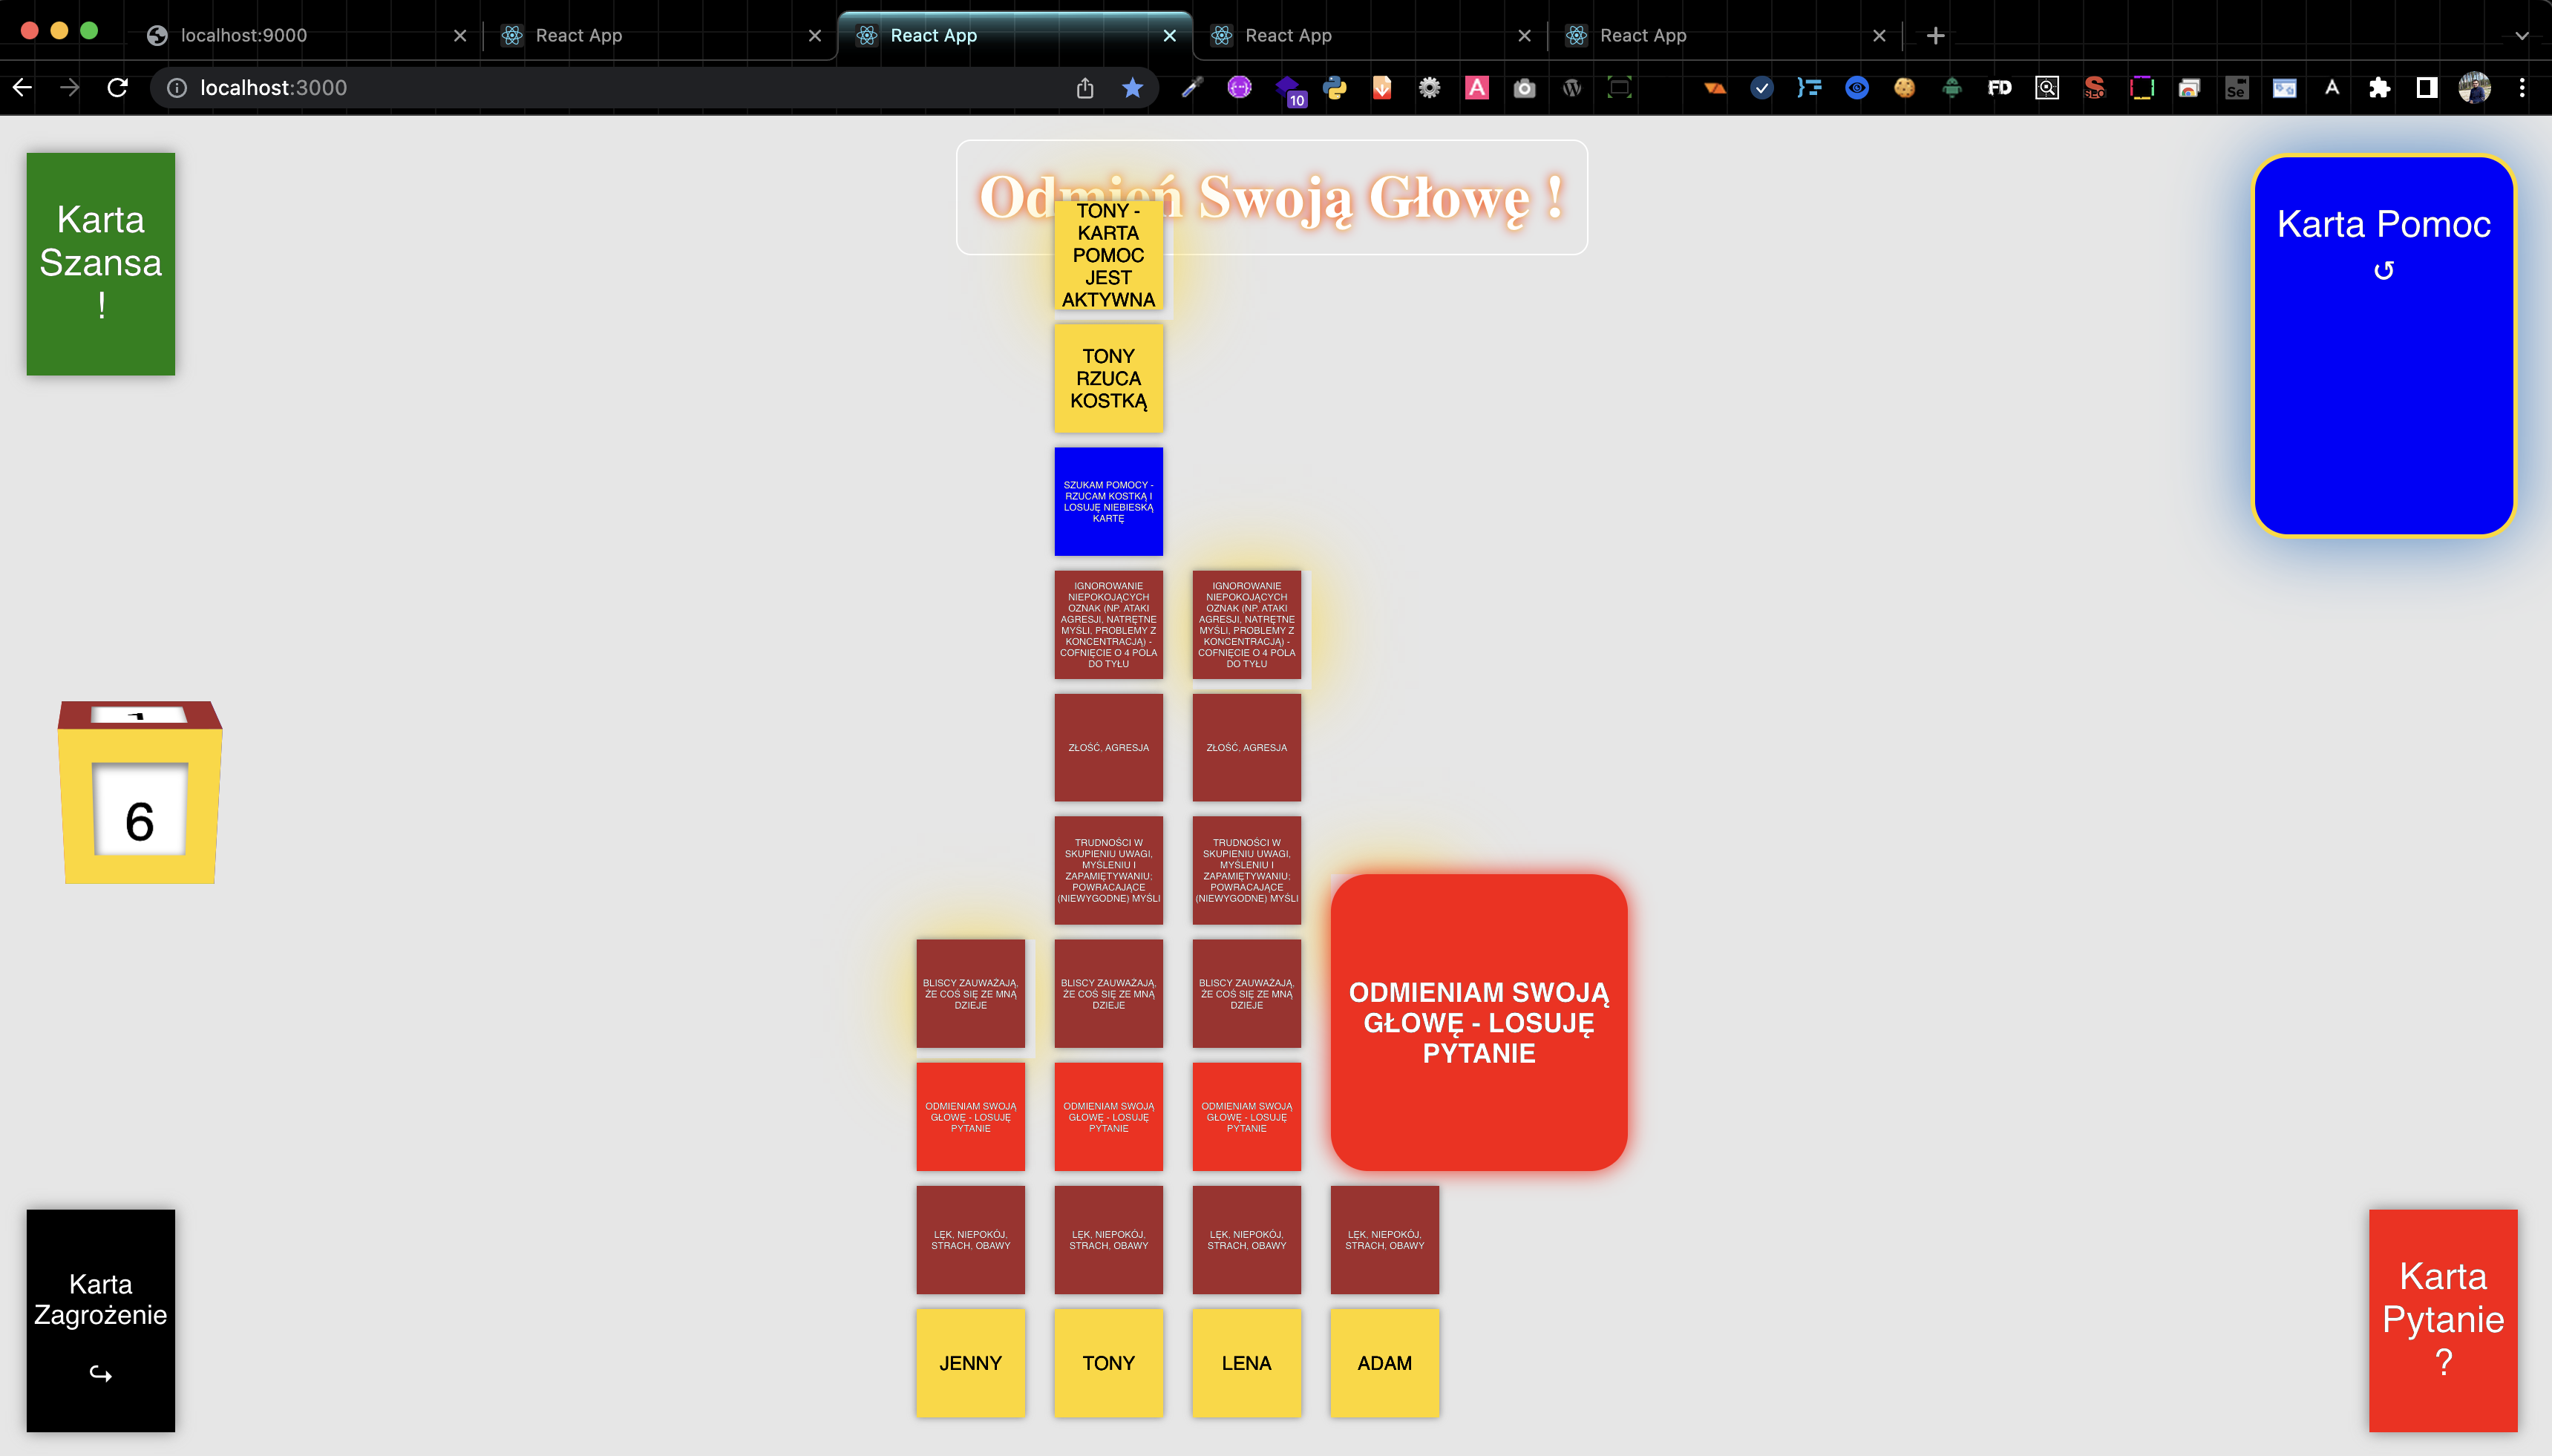 localhost:9000
React App
React App
React App
React App
localhost:3000
10
A
FD
SEO
Se
A
Odmień Swoją Głowę !
Karta
Szansa
!
Karta Pomoc
↺
TONY -
KARTA
POMOC
JEST
AKTYWNA
TONY
RZUCA
KOSTKĄ
SZUKAM POMOCY -
RZUCAM KOSTKĄ I
LOSUJĘ NIEBIESKĄ
KARTĘ
IGNOROWANIE
NIEPOKOJĄCYCH
OZNAK (NP. ATAKI
AGRESJI, NATRĘTNE
MYŚLI, PROBLEMY Z
KONCENTRACJĄ) -
COFNIĘCIE O 4 POLA
DO TYŁU
IGNOROWANIE
NIEPOKOJĄCYCH
OZNAK (NP. ATAKI
AGRESJI, NATRĘTNE
MYŚLI, PROBLEMY Z
KONCENTRACJĄ) -
COFNIĘCIE O 4 POLA
DO TYŁU
ZŁOŚĆ, AGRESJA
ZŁOŚĆ, AGRESJA
6
TRUDNOŚCI W
SKUPIENIU UWAGI,
MYŚLENIU I
ZAPAMIĘTYWANIU;
POWRACAJĄCE
(NIEWYGODNE) MYŚLI
TRUDNOŚCI W
SKUPIENIU UWAGI,
MYŚLENIU I
ZAPAMIĘTYWANIU;
POWRACAJĄCE
(NIEWYGODNE) MYŚLI
BLISCY ZAUWAŻAJĄ,
ŻE COŚ SIĘ ZE MNĄ
DZIEJE
BLISCY ZAUWAŻAJĄ,
ŻE COŚ SIĘ ZE MNĄ
DZIEJE
BLISCY ZAUWAŻAJĄ,
ŻE COŚ SIĘ ZE MNĄ
DZIEJE
ODMIENIAM SWOJĄ
GŁOWĘ - LOSUJĘ
PYTANIE
ODMIENIAM SWOJĄ
GŁOWĘ - LOSUJĘ
PYTANIE
ODMIENIAM SWOJĄ
GŁOWĘ - LOSUJĘ
PYTANIE
ODMIENIAM SWOJĄ
GŁOWĘ - LOSUJĘ
PYTANIE
LĘK, NIEPOKÓJ,
STRACH, OBAWY
LĘK, NIEPOKÓJ,
STRACH, OBAWY
LĘK, NIEPOKÓJ,
STRACH, OBAWY
LĘK, NIEPOKÓJ,
STRACH, OBAWY
Karta
Zagrożenie
↪
JENNY
TONY
LENA
ADAM
Karta
Pytanie
?